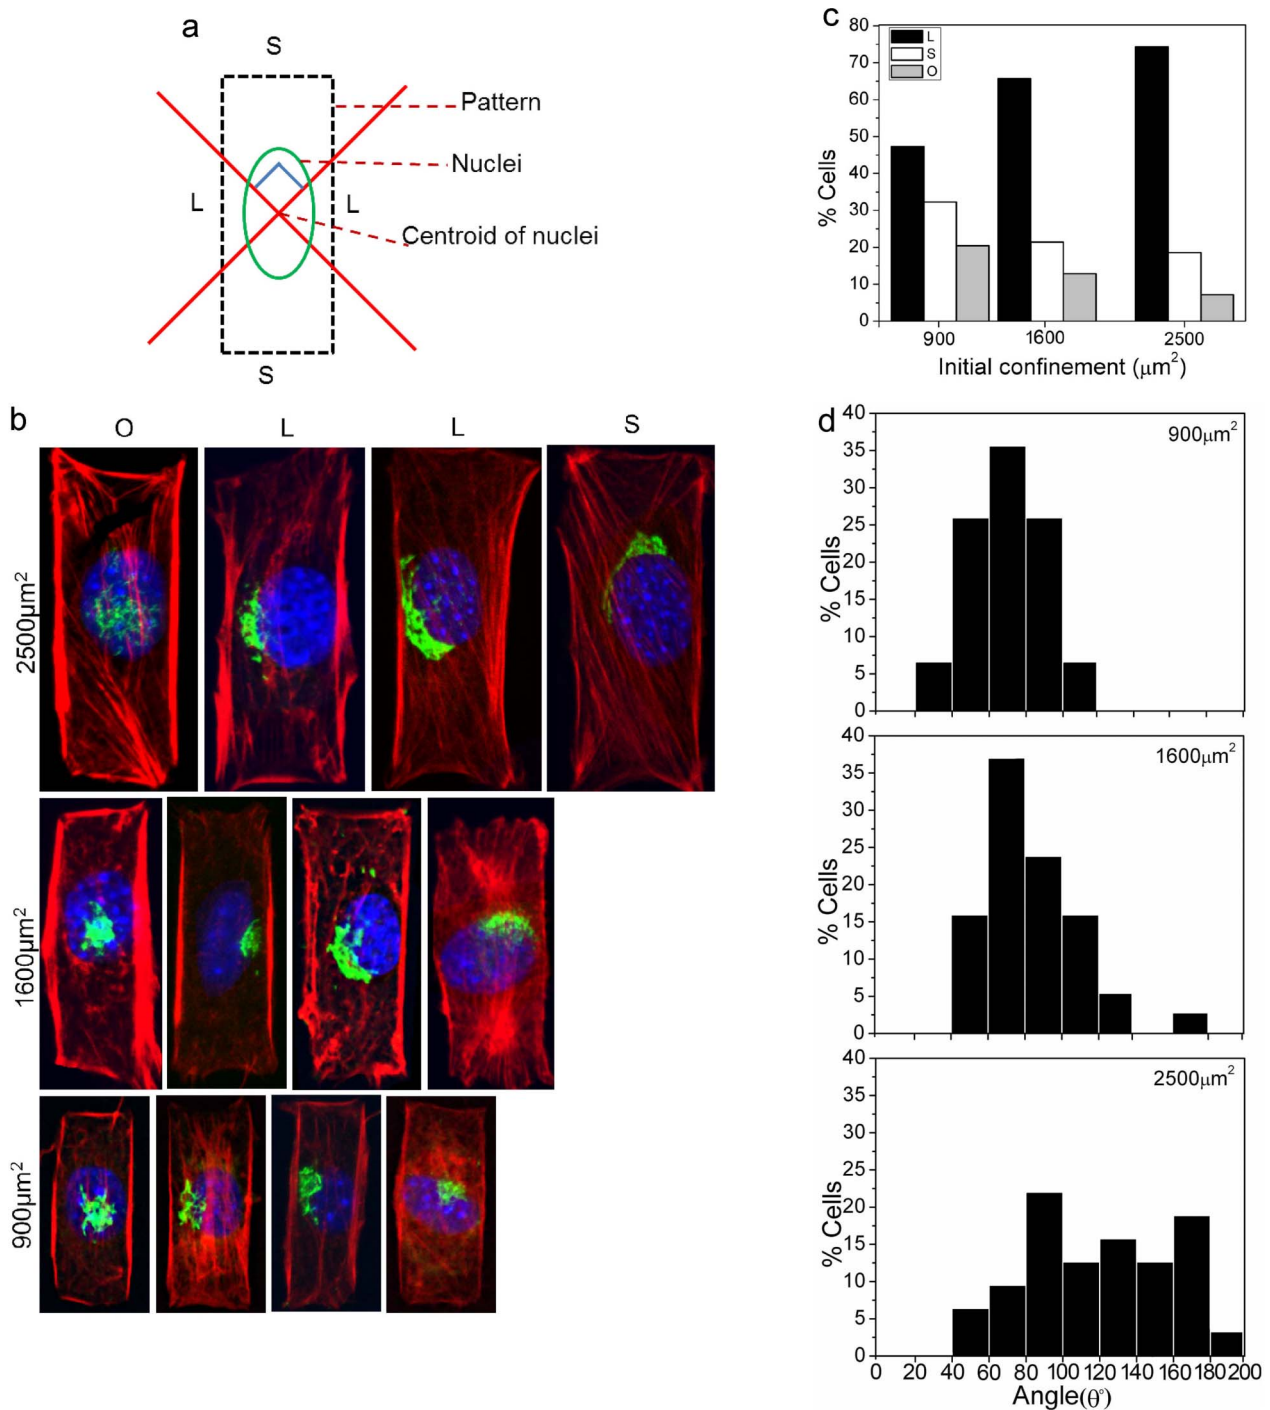 a
S
Pattern
Nuclei
L
L
Centroid of nuclei
S
b
O
L
L
S
2500μm²
1600μm²
900μm²
c
80
70
60
50
40
30
20
10
0
% Cells
L
S
O
900
1600
2500
Initial confinement (μm²)
d
40
35
30
25
20
15
10
5
0
% Cells
900μm²
35
30
25
20
15
10
5
0
% Cells
1600μm²
40
35
30
25
20
15
10
5
0
% Cells
2500μm²
0 20 40 60 80 100 120 140 160 180 200
Angle(θ°)